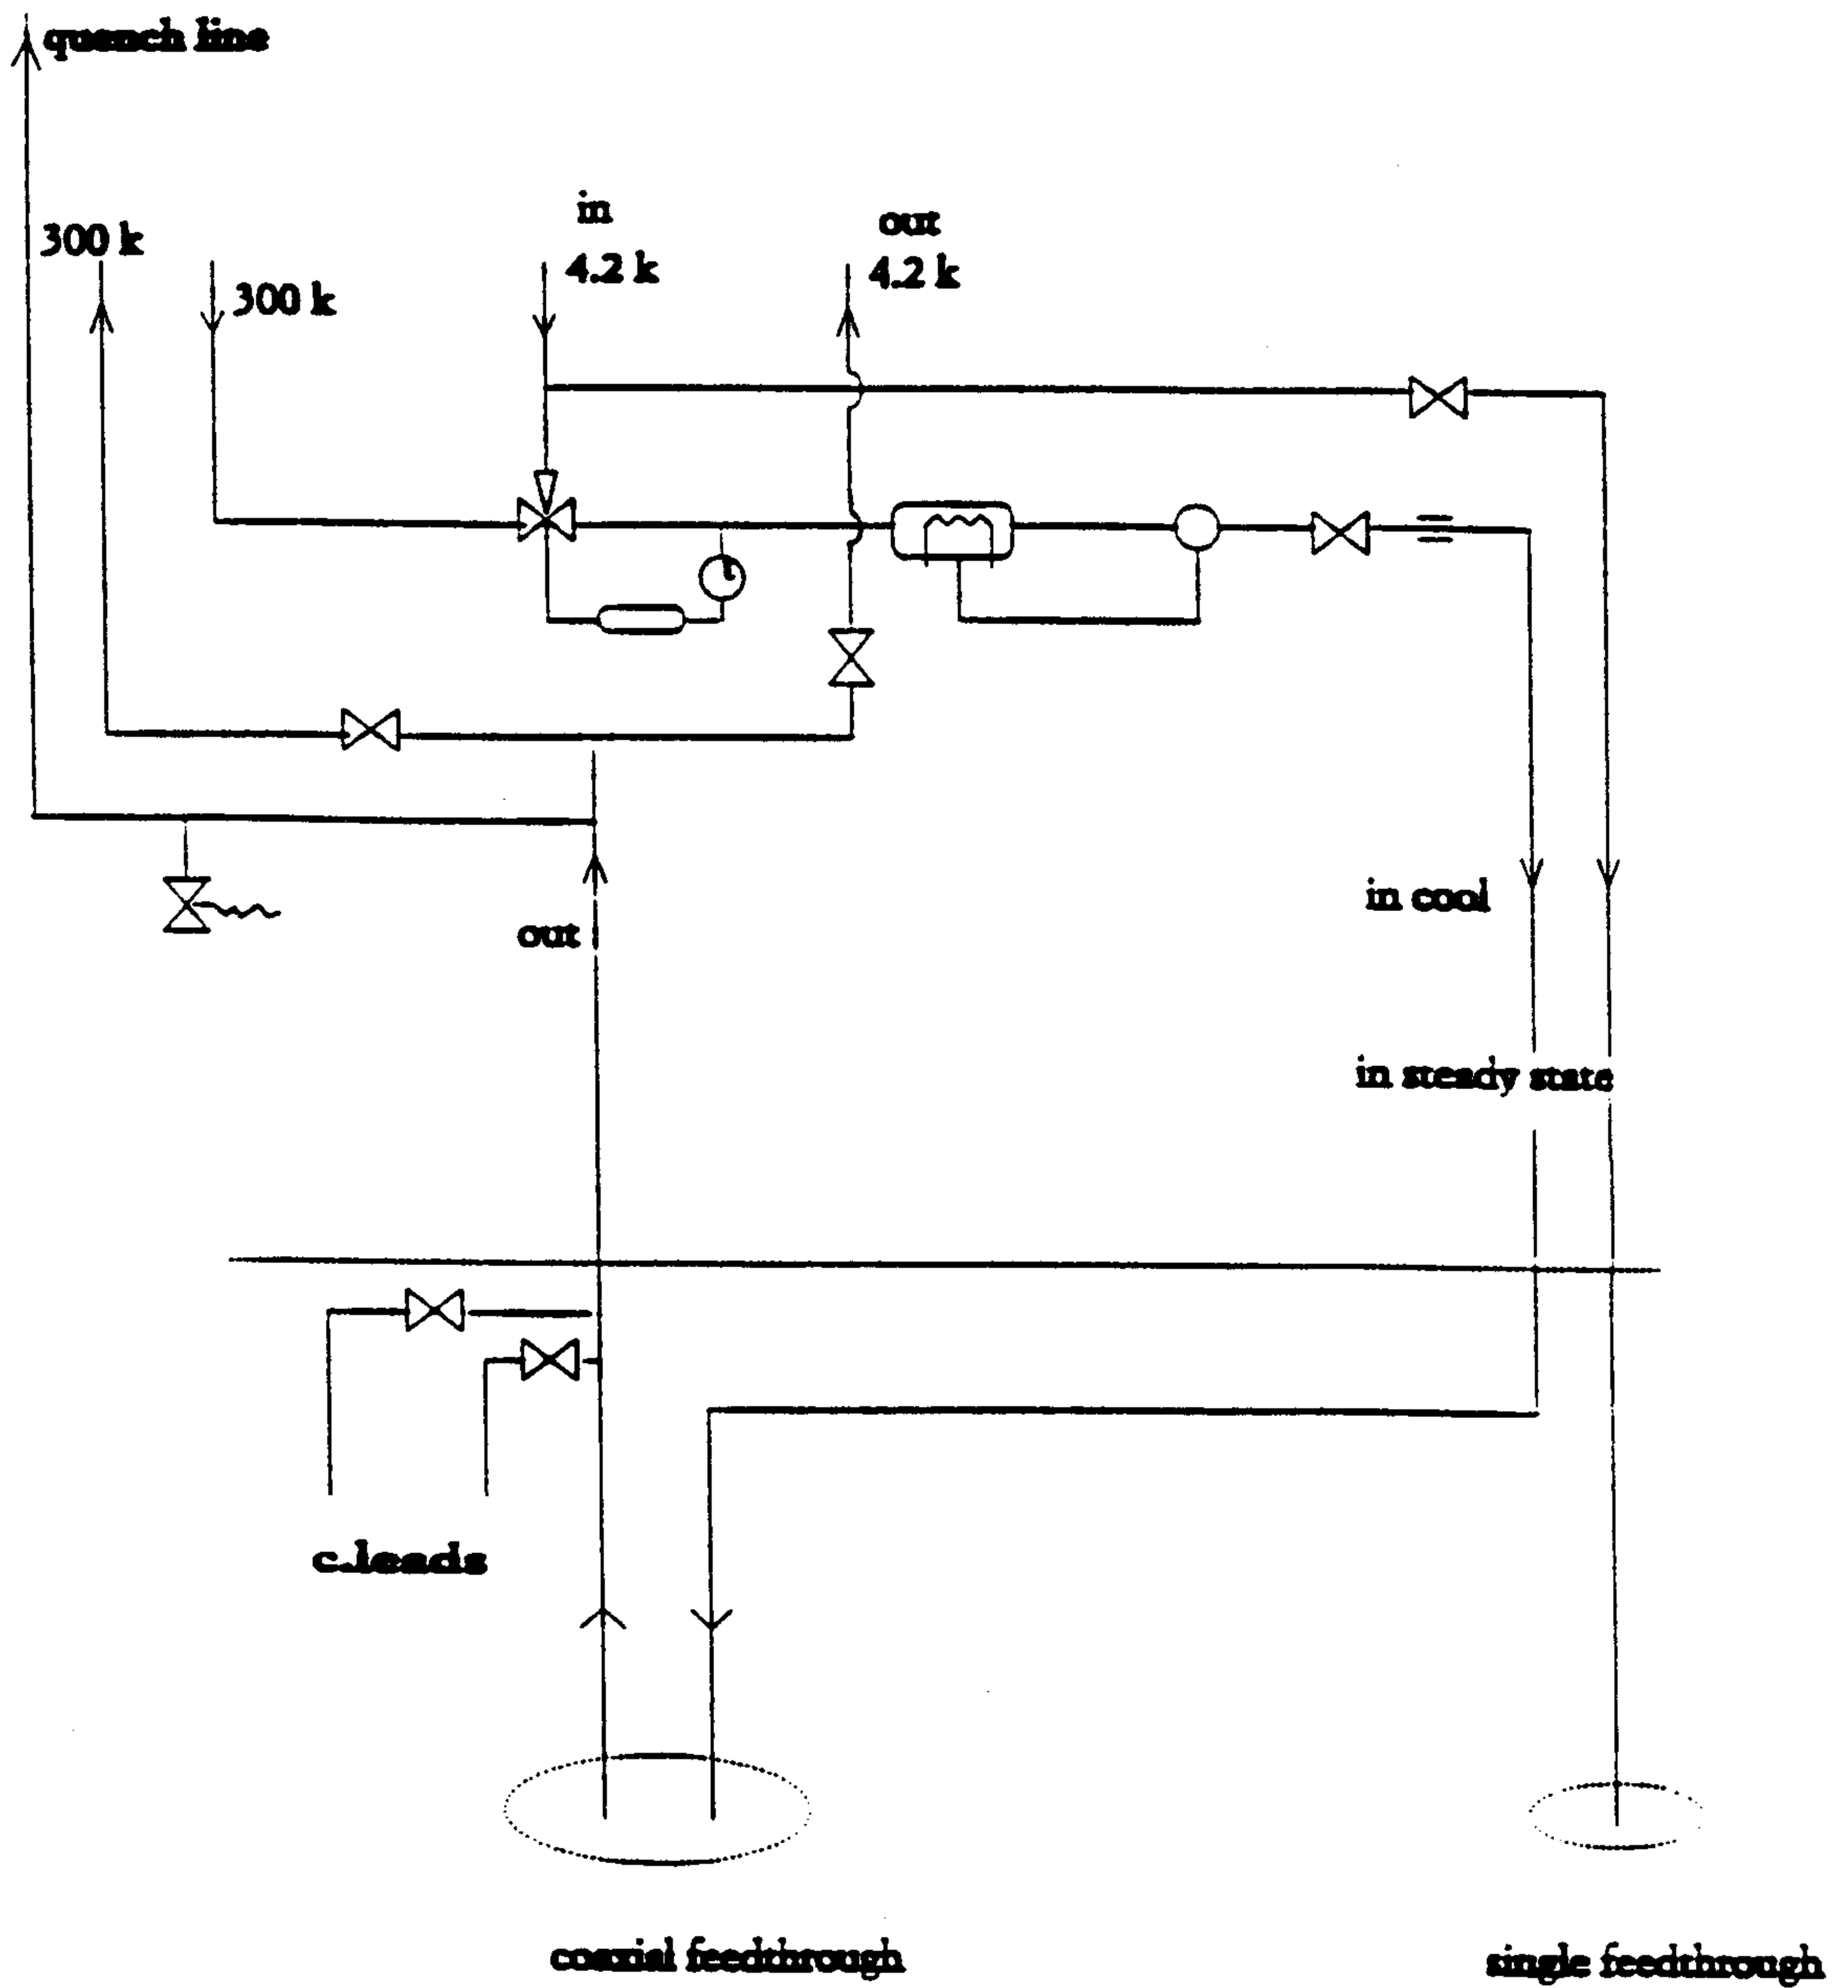 quench line
in
out
300 k
4.2 k
4.2 k
300 k
in cool
out
in steady state
c.leads
coaxial feedthrough
single feedthrough